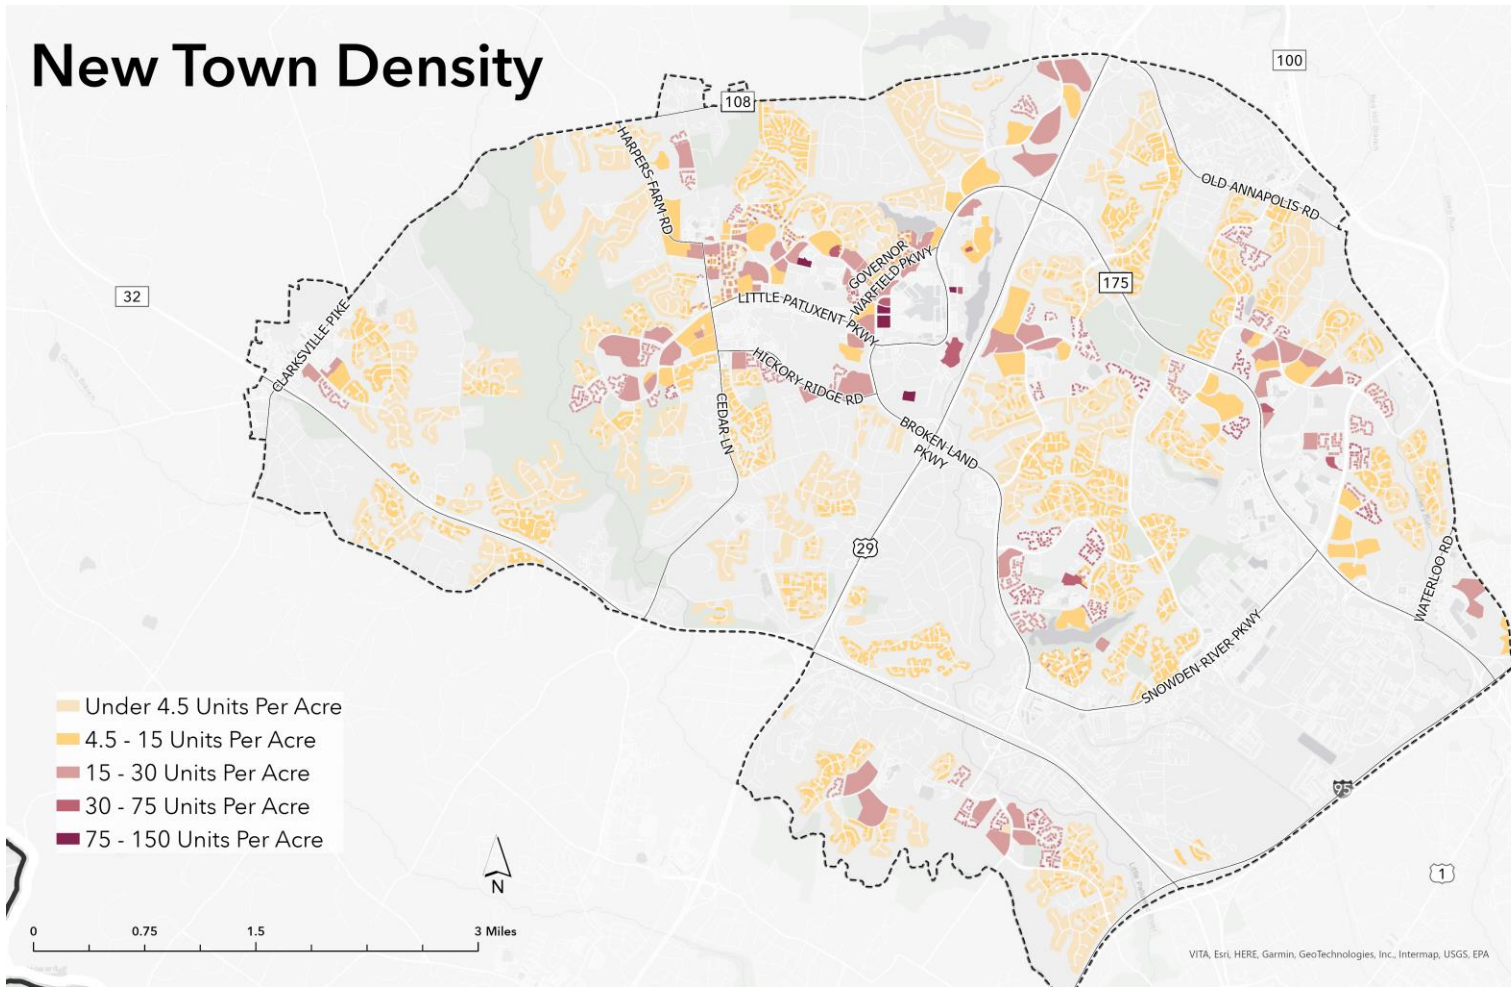 New Town Density
100
108
HARPERS FARM RD
OLD ANNAPOLIS RD
GOVERNOR
WARFIELD PKWY
175
32
LITTLE PATUXENT PKWY
CLARKSVILLE PIKE
HICKORY RIDGE RD
CEDAR LN
BROKEN LAND
PKWY
29
WATERLOO RD
SNOWDEN RIVER PKWY
95
1
Under 4.5 Units Per Acre
4.5 - 15 Units Per Acre
15 - 30 Units Per Acre
30 - 75 Units Per Acre
75 - 150 Units Per Acre
N
0 0.75 1.5 3 Miles
VITA, Esri, HERE, Garmin, GeoTechnologies, Inc., Intermap, USGS, EPA